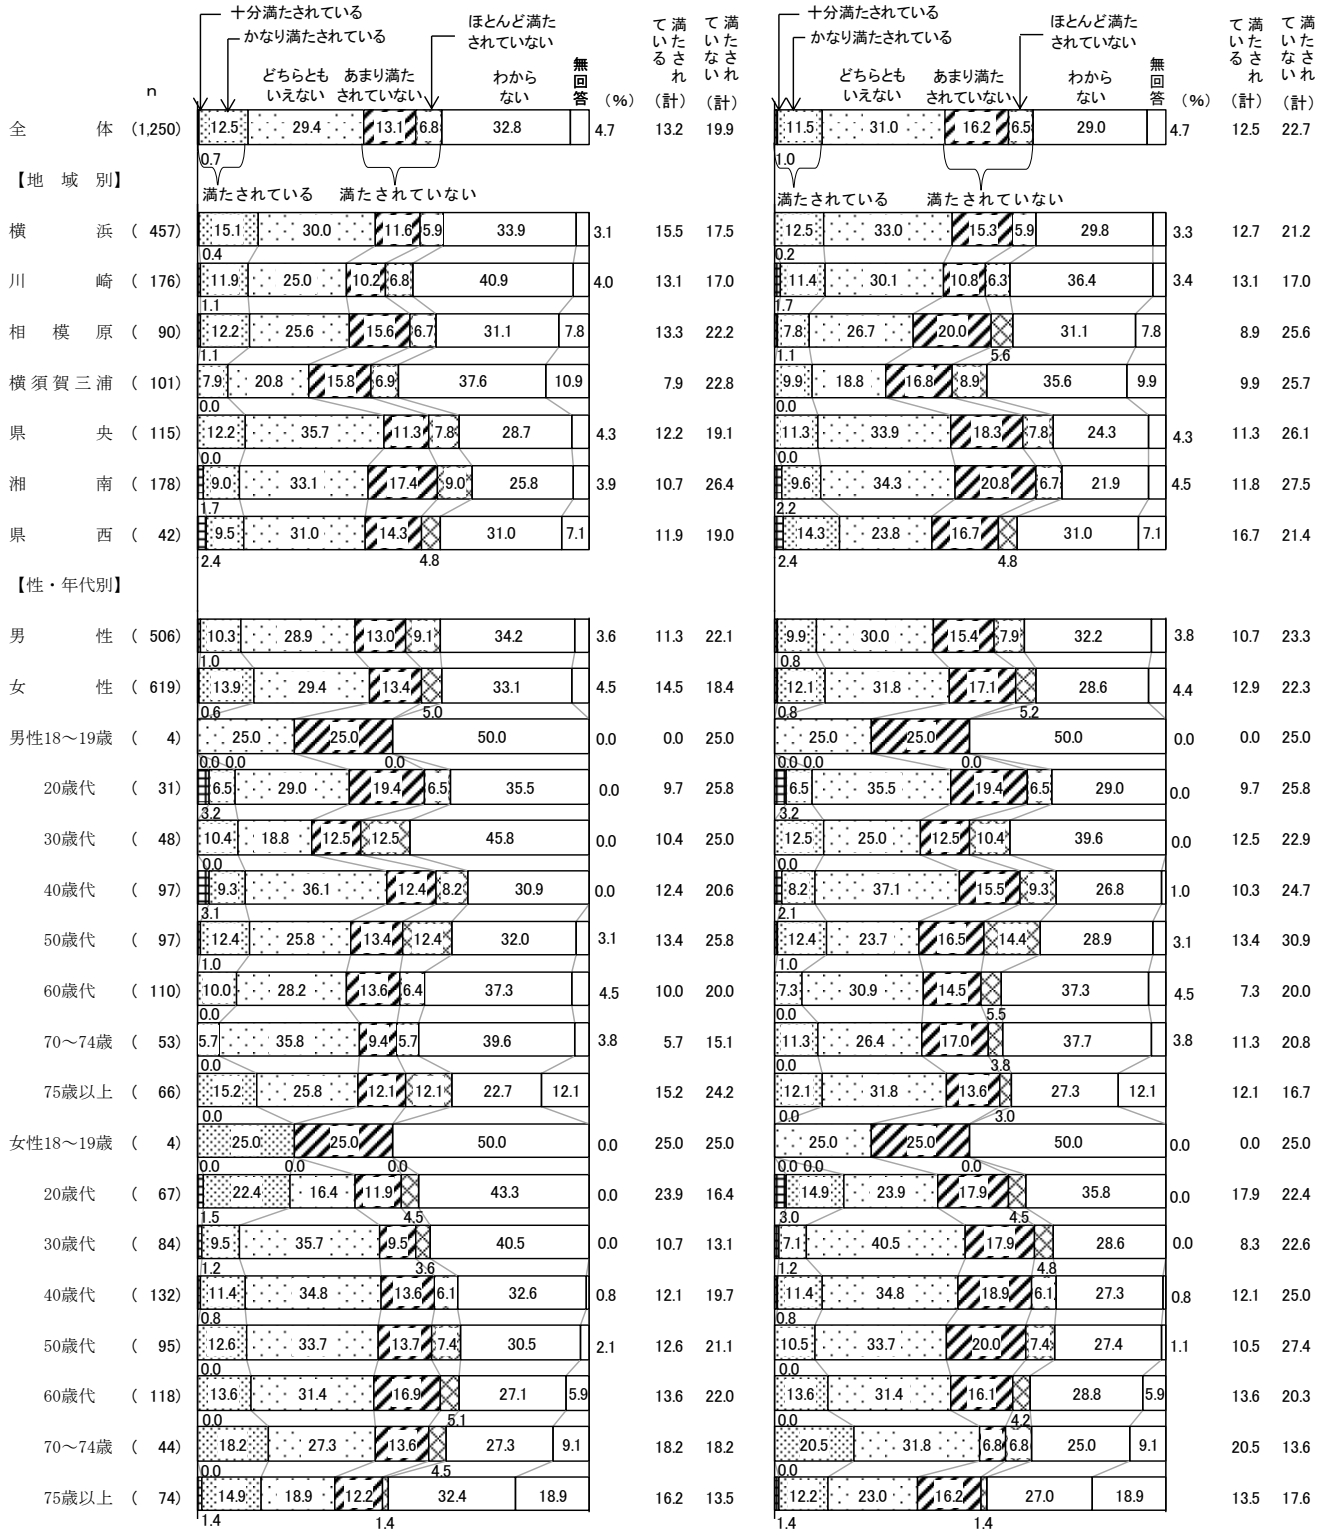 十分満たされている
かなり満たされている
ほとんど満た
されていない
どちらとも
いえない
あまり満た
されていない
わから
ない
無回答
(%)
満たされている
(計)
満たされていない
(計)
十分満たされている
かなり満たされている
ほとんど満た
されていない
どちらとも
いえない
あまり満た
されていない
わから
ない
無回答
(%)
満たされている
(計)
満たされていない
(計)
n
全体 (1,250) 12.5 29.4 13.1 6.8 32.8 4.7 13.2 19.9 11.5 31.0 16.2 6.5 29.0 4.7 12.5 22.7
0.7 1.0
【地 域 別】
満たされている 満たされていない 満たされている 満たされていない
横浜 ( 457) 15.1 30.0 11.6 5.9 33.9 3.1 15.5 17.5 12.5 33.0 15.3 5.9 29.8 3.3 12.7 21.2
0.4 0.2
川崎 ( 176) 11.9 25.0 10.2 6.8 40.9 4.0 13.1 17.0 11.4 30.1 10.8 6.3 36.4 3.4 13.1 17.0
1.1 1.7
相模原 ( 90) 12.2 25.6 15.6 6.7 31.1 7.8 13.3 22.2 7.8 26.7 20.0 31.1 7.8 8.9 25.6
1.1 1.1 5.6
横須賀三浦 ( 101) 7.9 20.8 15.8 6.9 37.6 10.9 7.9 22.8 9.9 18.8 16.8 8.9 35.6 9.9 9.9 25.7
0.0 0.0
県央 ( 115) 12.2 35.7 11.3 7.8 28.7 4.3 12.2 19.1 11.3 33.9 18.3 7.8 24.3 4.3 11.3 26.1
0.0 0.0
湘南 ( 178) 9.0 33.1 17.4 9.0 25.8 3.9 10.7 26.4 9.6 34.3 20.8 6.7 21.9 4.5 11.8 27.5
1.7 2.2
県西 ( 42) 9.5 31.0 14.3 31.0 7.1 11.9 19.0 14.3 23.8 16.7 31.0 7.1 16.7 21.4
2.4 4.8 2.4 4.8
【性・年代別】
男性 ( 506) 10.3 28.9 13.0 9.1 34.2 3.6 11.3 22.1 9.9 30.0 15.4 7.9 32.2 3.8 10.7 23.3
1.0 0.8
女性 ( 619) 13.9 29.4 13.4 33.1 4.5 14.5 18.4 12.1 31.8 17.1 28.6 4.4 12.9 22.3
0.6 5.0 0.8 5.2
男性18〜19歳 ( 4) 25.0 25.0 50.0 0.0 0.0 25.0 25.0 25.0 50.0 0.0 0.0 25.0
0.0 0.0 0.0 0.0 0.0 0.0
20歳代 ( 31) 6.5 29.0 19.4 6.5 35.5 0.0 9.7 25.8 6.5 35.5 19.4 6.5 29.0 0.0 9.7 25.8
3.2 3.2
30歳代 ( 48) 10.4 18.8 12.5 12.5 45.8 0.0 10.4 25.0 12.5 25.0 12.5 10.4 39.6 0.0 12.5 22.9
0.0 0.0
40歳代 ( 97) 9.3 36.1 12.4 8.2 30.9 0.0 12.4 20.6 8.2 37.1 15.5 9.3 26.8 1.0 10.3 24.7
3.1 2.1
50歳代 ( 97) 12.4 25.8 13.4 12.4 32.0 3.1 13.4 25.8 12.4 23.7 16.5 14.4 28.9 3.1 13.4 30.9
1.0 1.0
60歳代 ( 110) 10.0 28.2 13.6 6.4 37.3 4.5 10.0 20.0 7.3 30.9 14.5 37.3 4.5 7.3 20.0
0.0 0.0 5.5
70〜74歳 ( 53) 5.7 35.8 9.4 5.7 39.6 3.8 5.7 15.1 11.3 26.4 17.0 37.7 3.8 11.3 20.8
0.0 0.0 3.8
75歳以上 ( 66) 15.2 25.8 12.1 12.1 22.7 12.1 15.2 24.2 12.1 31.8 13.6 27.3 12.1 12.1 16.7
0.0 0.0 3.0
女性18〜19歳 ( 4) 25.0 25.0 50.0 0.0 25.0 25.0 25.0 25.0 50.0 0.0 0.0 25.0
0.0 0.0 0.0 0.0 0.0 0.0
20歳代 ( 67) 22.4 16.4 11.9 43.3 0.0 23.9 16.4 14.9 23.9 17.9 35.8 0.0 17.9 22.4
1.5 4.5 3.0 4.5
30歳代 ( 84) 9.5 35.7 9.5 40.5 0.0 10.7 13.1 7.1 40.5 17.9 28.6 0.0 8.3 22.6
1.2 3.6 1.2 4.8
40歳代 ( 132) 11.4 34.8 13.6 6.1 32.6 0.8 12.1 19.7 11.4 34.8 18.9 6.1 27.3 0.8 12.1 25.0
0.8 0.8
50歳代 ( 95) 12.6 33.7 13.7 7.4 30.5 2.1 12.6 21.1 10.5 33.7 20.0 7.4 27.4 1.1 10.5 27.4
0.0 0.0
60歳代 ( 118) 13.6 31.4 16.9 27.1 5.9 13.6 22.0 13.6 31.4 16.1 28.8 5.9 13.6 20.3
0.0 5.1 0.0 4.2
70〜74歳 ( 44) 18.2 27.3 13.6 27.3 9.1 18.2 18.2 20.5 31.8 6.8 6.8 25.0 9.1 20.5 13.6
0.0 4.5 0.0
75歳以上 ( 74) 14.9 18.9 12.2 32.4 18.9 16.2 13.5 12.2 23.0 16.2 27.0 18.9 13.5 17.6
1.4 1.4 1.4 1.4